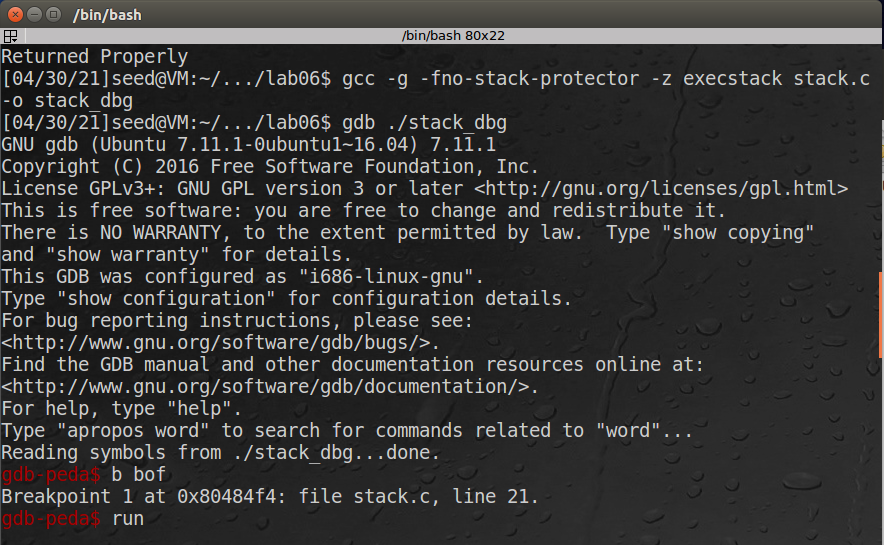 /bin/bash
/bin/bash 80x22
Returned Properly
[04/30/21]seed@VM:~/.../lab06$ gcc -g -fno-stack-protector -z execstack stack.c
-o stack_dbg
[04/30/21]seed@VM:~/.../lab06$ gdb ./stack_dbg
GNU gdb (Ubuntu 7.11.1-0ubuntu1~16.04) 7.11.1
Copyright (C) 2016 Free Software Foundation, Inc.
License GPLv3+: GNU GPL version 3 or later <http://gnu.org/licenses/gpl.html>
This is free software: you are free to change and redistribute it.
There is NO WARRANTY, to the extent permitted by law.  Type "show copying"
and "show warranty" for details.
This GDB was configured as "i686-linux-gnu".
Type "show configuration" for configuration details.
For bug reporting instructions, please see:
<http://www.gnu.org/software/gdb/bugs/>.
Find the GDB manual and other documentation resources online at:
<http://www.gnu.org/software/gdb/documentation/>.
For help, type "help".
Type "apropos word" to search for commands related to "word"...
Reading symbols from ./stack_dbg...done.
gdb-peda$ b bof
Breakpoint 1 at 0x80484f4: file stack.c, line 21.
gdb-peda$ run